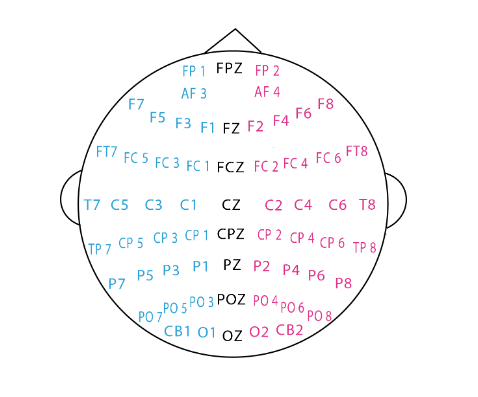 FP 1 FPZ FP 2
AF 3 AF 4
F7 F5 F3 F1 FZ F2 F4 F6 F8
FT7 FC 5 FC 3 FC 1 FCZ FC 2 FC 4 FC 6 FT8
T7 C5 C3 C1 CZ C2 C4 C6 T8
TP 7 CP 5 CP 3 CP 1 CPZ CP 2 CP 4 CP 6 TP 8
P7 P5 P3 P1 PZ P2 P4 P6 P8
PO 7 PO 5 PO 3 POZ PO 4 PO 6 PO 8
CB1 O1 OZ O2 CB2